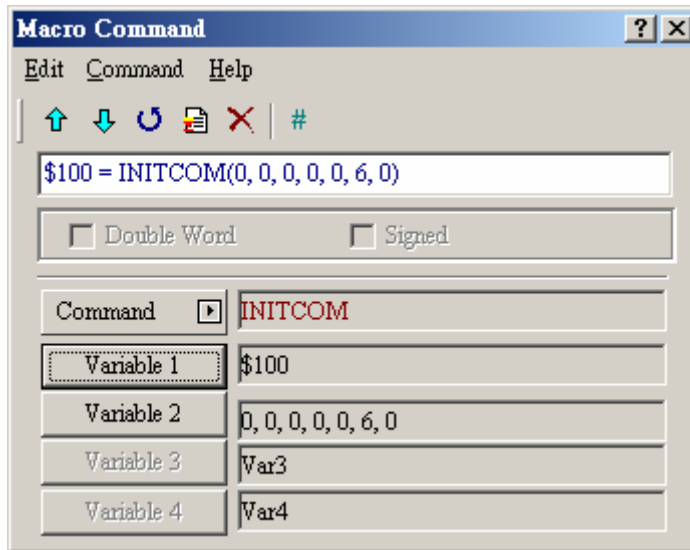 Macro Command
Edit Command Help
#
$100 = INITCOM(0, 0, 0, 0, 0, 6, 0)
Double Word Signed
Command INITCOM
Variable 1 $100
Variable 2 0, 0, 0, 0, 0, 6, 0
Variable 3 Var3
Variable 4 Var4